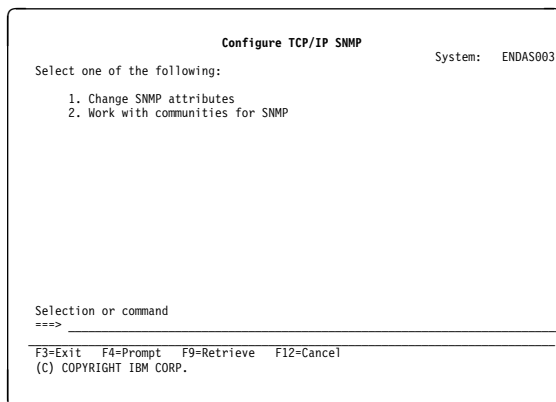 Configure TCP/IP SNMP
System: ENDAS003
Select one of the following:
1. Change SNMP attributes
2. Work with communities for SNMP
Selection or command
===>
F3=Exit F4=Prompt F9=Retrieve F12=Cancel
(C) COPYRIGHT IBM CORP.